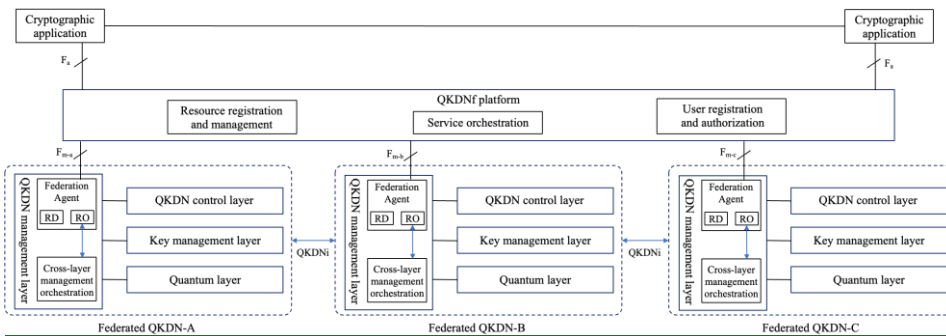 Cryptographic
application
Cryptographic
application
Fa
Fa
QKDNf platform
Resource registration
and management
Service orchestration
User registration
and authorization
Fm-a
Fm-b
Fm-c
QKDN management layer
Federation
Agent
RD
RO
Cross-layer
management
orchestration
QKDN control layer
Key management layer
Quantum layer
QKDNi
QKDN management layer
Federation
Agent
RD
RO
Cross-layer
management
orchestration
QKDN control layer
Key management layer
Quantum layer
QKDNi
QKDN management layer
Federation
Agent
RD
RO
Cross-layer
management
orchestration
QKDN control layer
Key management layer
Quantum layer
Federated QKDN-A
Federated QKDN-B
Federated QKDN-C